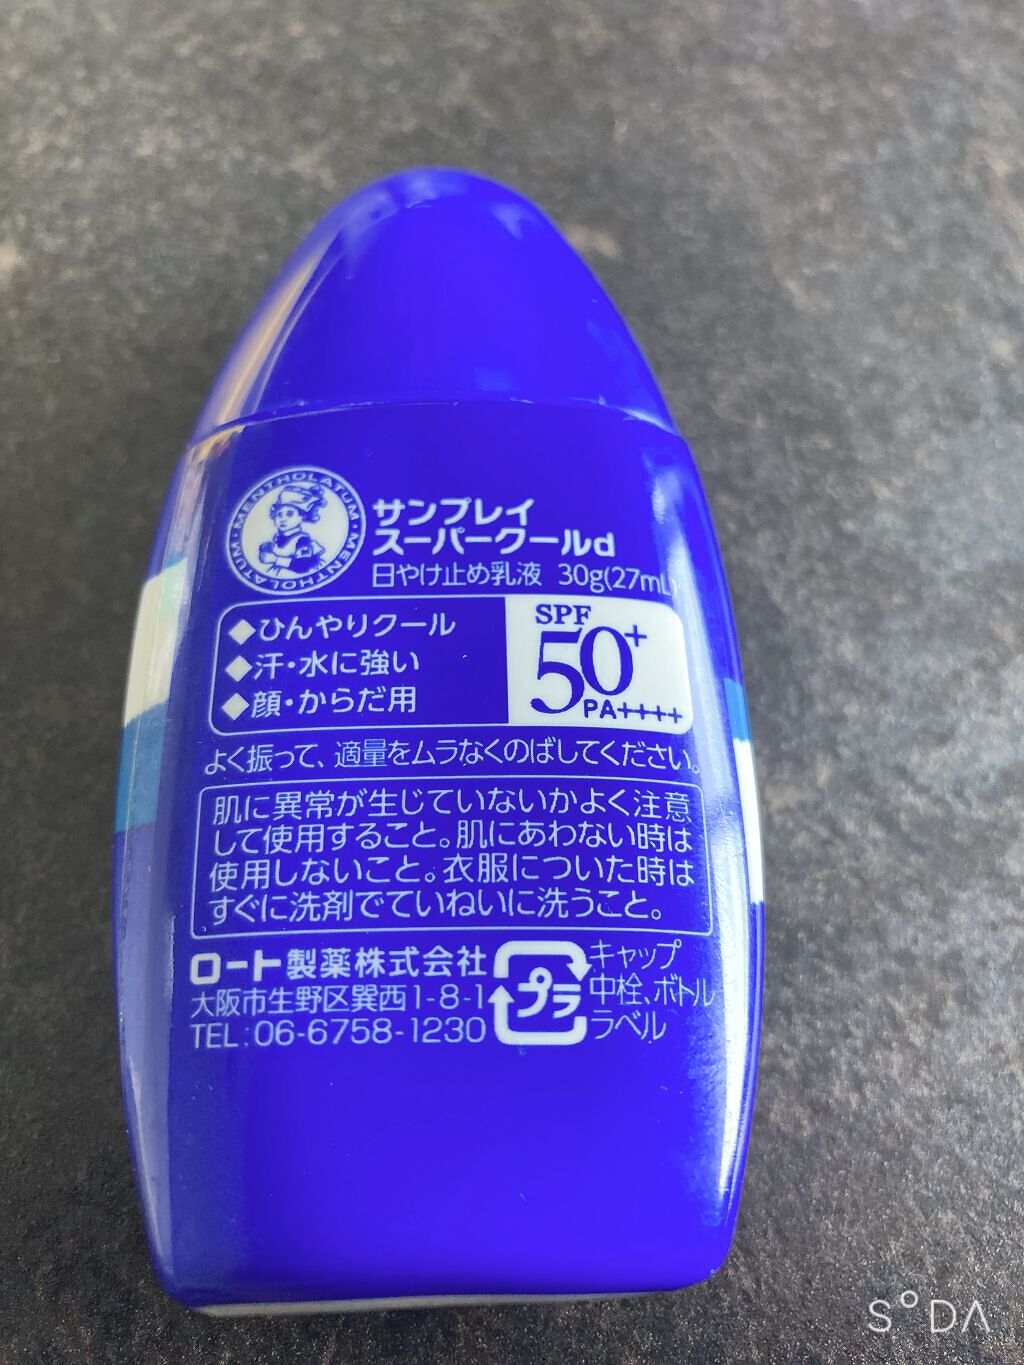 MENTHOLATUM・MENTHOLATUM・
サンプレイ
スーパークールd
日やけ止め乳液 30g(27mL)
◆ひんやりクール
◆汗・水に強い
◆顔・からだ用
SPF
50+
PA++++
よく振って、適量をムラなくのばしてください。
肌に異常が生じていないかよく注意
して使用すること。肌にあわない時は
使用しないこと。衣服についた時は
すぐに洗剤でていねいに洗うこと。
ロート製薬株式会社
大阪市生野区巽西1-8-1
TEL:06-6758-1230
プラ
キャップ
中栓、ボトル
ラベル
SODA